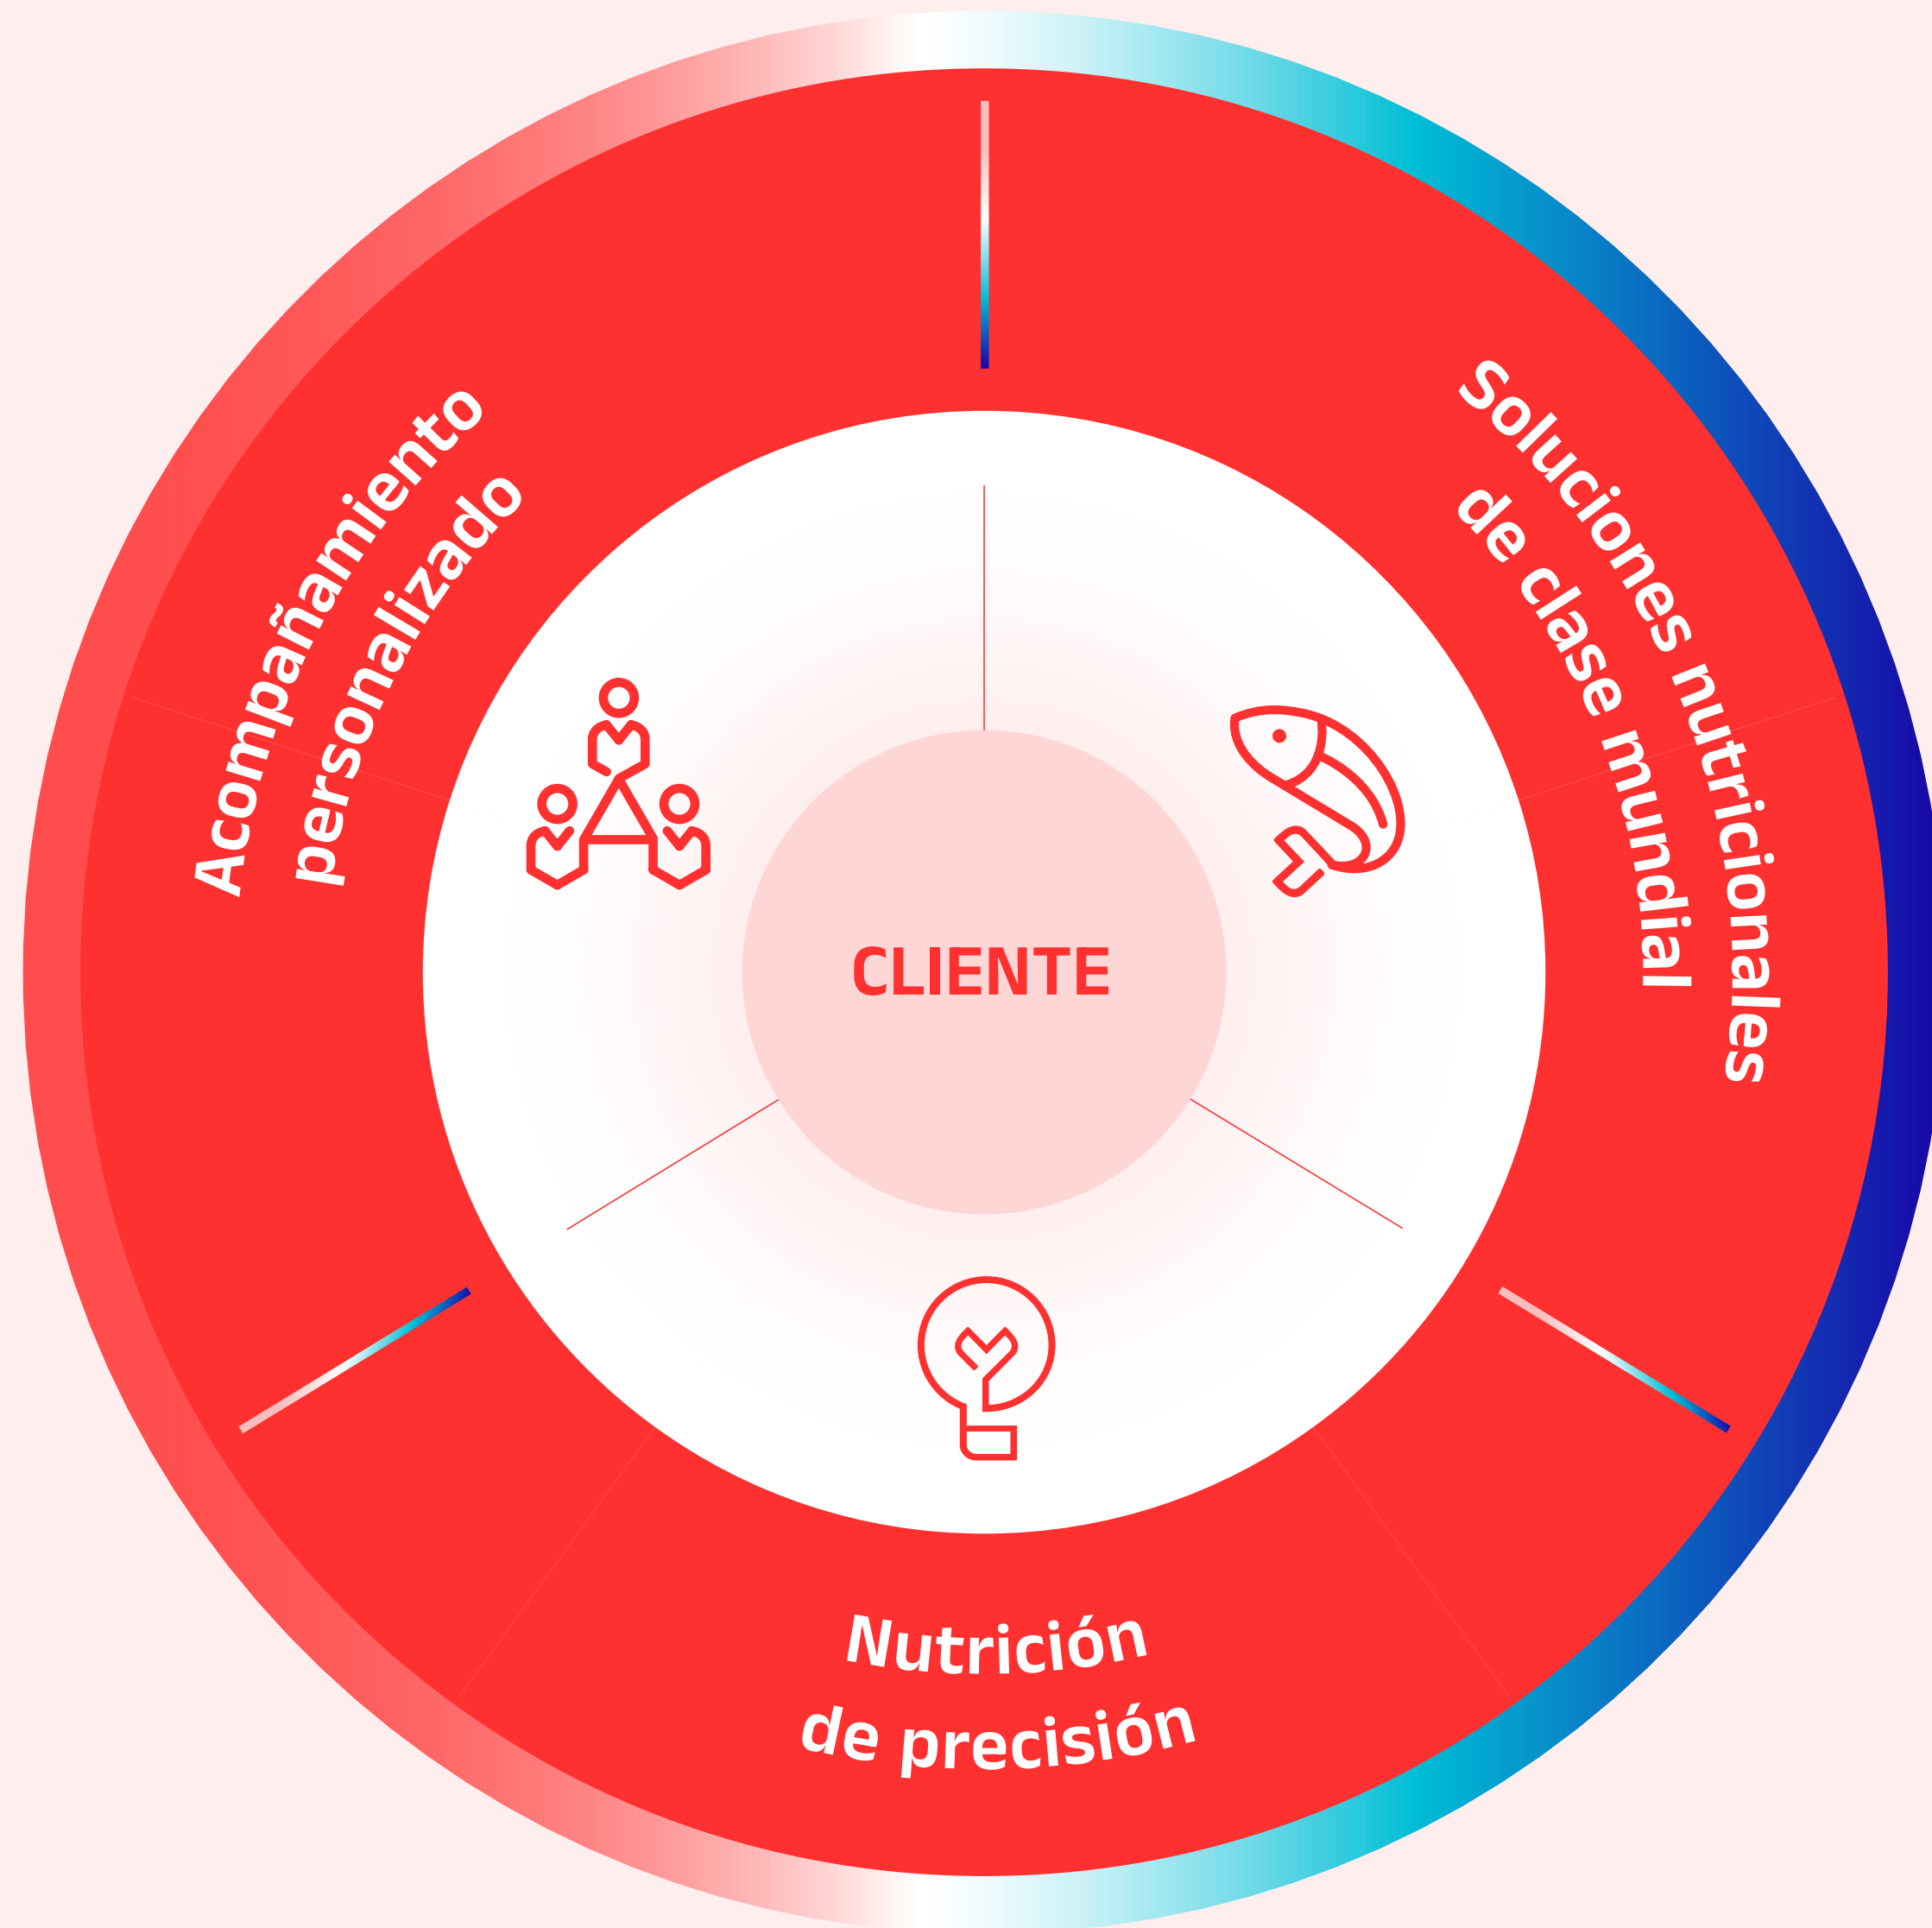 Acompañamiento
personalizado
Soluciones nutricionales
de clase mundial
CLIENTE
Nutrición
de precisión